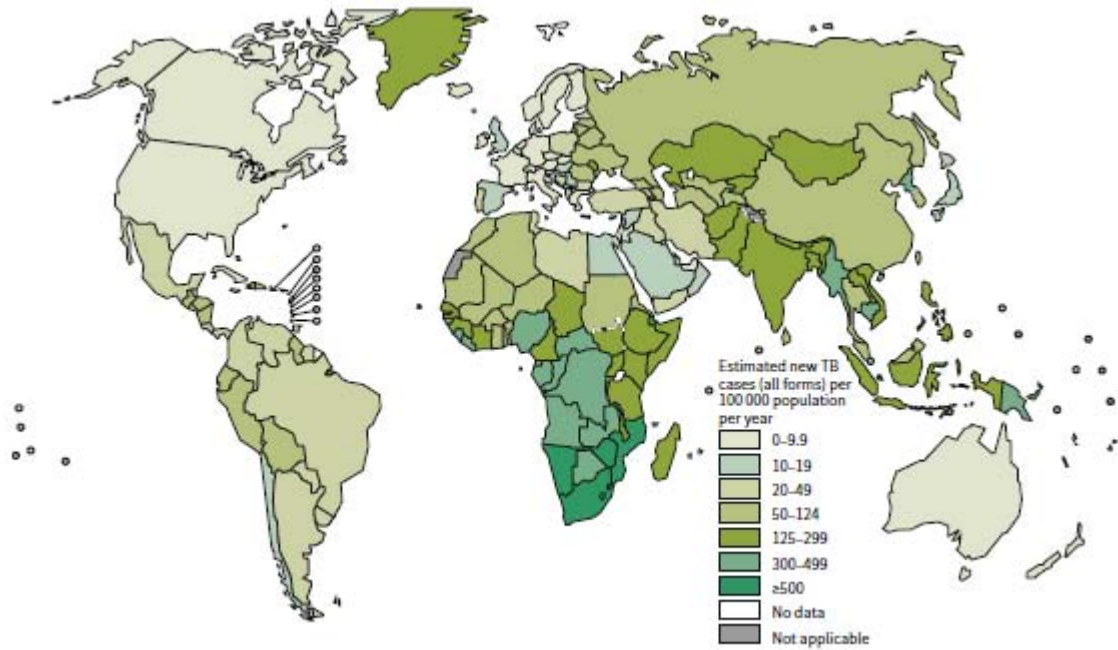 Estimated new TB
cases (all forms) per
100 000 population
per year
0–9.9
10–19
20–49
50–124
125–299
300–499
≥500
No data
Not applicable